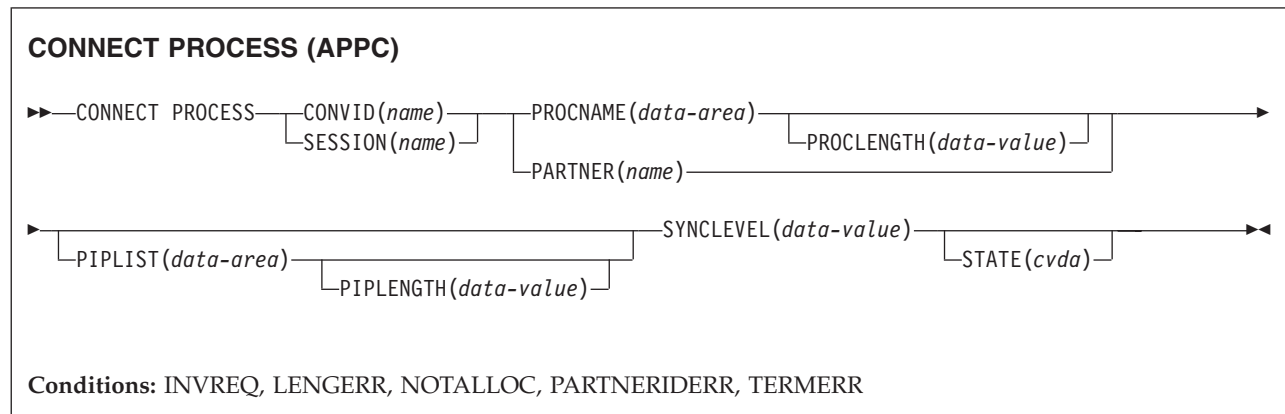 CONNECT PROCESS (APPC)
CONNECT PROCESS CONVID(name) PROCNAME(data-area)
SESSION(name) PROCLENGTH(data-value)
PARTNER(name)
SYNCLEVEL(data-value)
PIPLIST(data-area) STATE(cvda)
PIPLENGTH(data-value)
Conditions: INVREQ, LENGERR, NOTALLOC, PARTNERIDERR, TERMERR